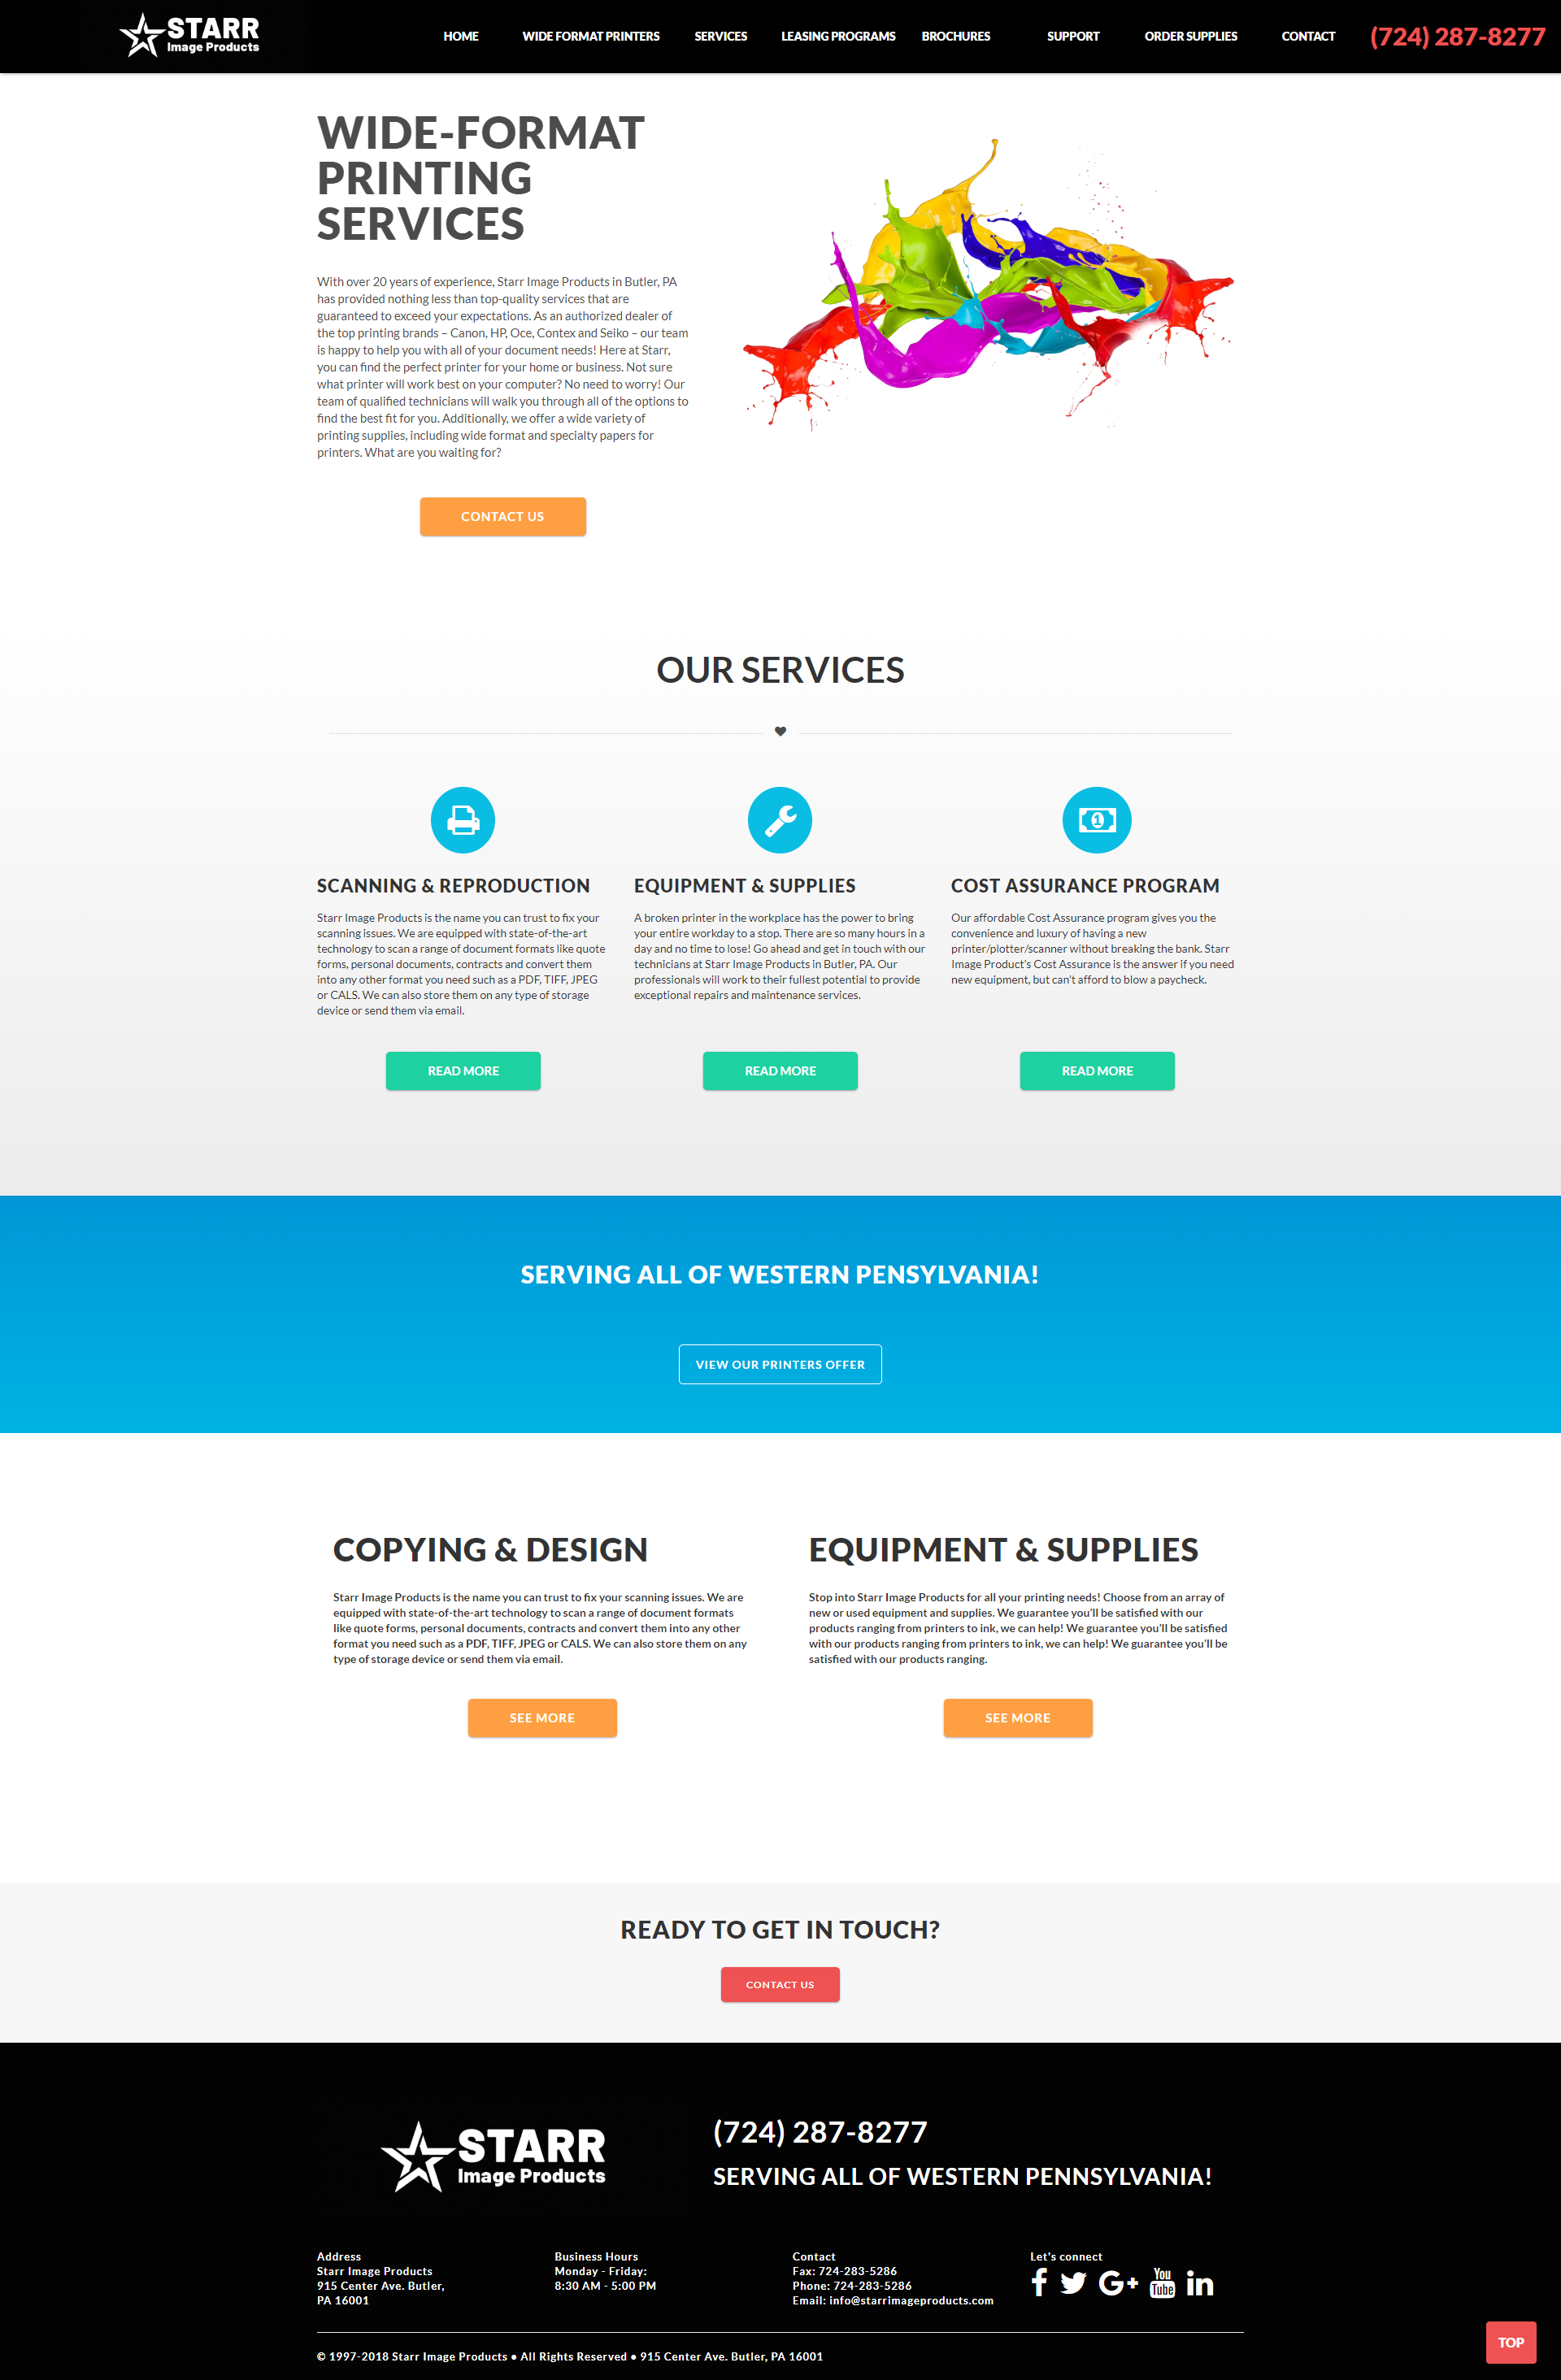 STARR
Image Products
HOME WIDE FORMAT PRINTERS SERVICES LEASING PROGRAMS BROCHURES SUPPORT ORDER SUPPLIES CONTACT (724) 287-8277
WIDE-FORMAT
PRINTING
SERVICES
With over 20 years of experience, Starr Image Products in Butler, PA
has provided nothing less than top-quality services that are
guaranteed to exceed your expectations. As an authorized dealer of
the top printing brands – Canon, HP, Oce, Contex and Seiko – our team
is happy to help you with all of your document needs! Here at Starr,
you can find the perfect printer for your home or business. Not sure
what printer will work best on your computer? No need to worry! Our
team of qualified technicians will walk you through all of the options to
find the best fit for you. Additionally, we offer a wide variety of
printing supplies, including wide format and specialty papers for
printers. What are you waiting for?
CONTACT US
OUR SERVICES
SCANNING & REPRODUCTION
Starr Image Products is the name you can trust to fix your
scanning issues. We are equipped with state-of-the-art
technology to scan a range of document formats like quote
forms, personal documents, contracts and convert them
into any other format you need such as a PDF, TIFF, JPEG
or CALS. We can also store them on any type of storage
device or send them via email.
READ MORE
EQUIPMENT & SUPPLIES
A broken printer in the workplace has the power to bring
your entire workday to a stop. There are so many hours in a
day and no time to lose! Go ahead and get in touch with our
technicians at Starr Image Products in Butler, PA. Our
professionals will work to their fullest potential to provide
exceptional repairs and maintenance services.
READ MORE
1
COST ASSURANCE PROGRAM
Our affordable Cost Assurance program gives you the
convenience and luxury of having a new
printer/plotter/scanner without breaking the bank. Starr
Image Product's Cost Assurance is the answer if you need
new equipment, but can't afford to blow a paycheck.
READ MORE
SERVING ALL OF WESTERN PENSYLVANIA!
VIEW OUR PRINTERS OFFER
COPYING & DESIGN
Starr Image Products is the name you can trust to fix your scanning issues. We are
equipped with state-of-the-art technology to scan a range of document formats
like quote forms, personal documents, contracts and convert them into any other
format you need such as a PDF, TIFF, JPEG or CALS. We can also store them on any
type of storage device or send them via email.
SEE MORE
EQUIPMENT & SUPPLIES
Stop into Starr Image Products for all your printing needs! Choose from an array of
new or used equipment and supplies. We guarantee you'll be satisfied with our
products ranging from printers to ink, we can help! We guarantee you'll be satisfied
with our products ranging from printers to ink, we can help! We guarantee you'll be
satisfied with our products ranging.
SEE MORE
READY TO GET IN TOUCH?
CONTACT US
STARR
Image Products
(724) 287-8277
SERVING ALL OF WESTERN PENNSYLVANIA!
Address
Starr Image Products
915 Center Ave. Butler,
PA 16001
Business Hours
Monday - Friday:
8:30 AM - 5:00 PM
Contact
Fax: 724-283-5286
Phone: 724-283-5286
Email: info@starrimageproducts.com
Let's connect
You
Tube
TOP
© 1997-2018 Starr Image Products • All Rights Reserved • 915 Center Ave. Butler, PA 16001